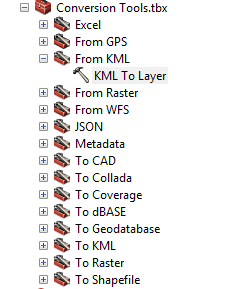 Conversion Tools.tbx
Excel
From GPS
From KML
KML To Layer
From Raster
From WFS
JSON
Metadata
To CAD
To Collada
To Coverage
To dBASE
To Geodatabase
To KML
To Raster
To Shapefile